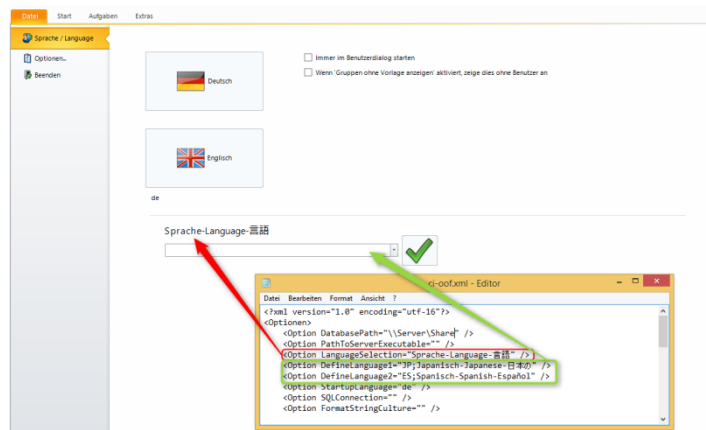 Datei Start Aufgaben Extras
Sprache / Language
Optionen..
Beenden
Deutsch
Immer im Benutzerdialog starten
Wenn 'Gruppen ohne Vorlage anzeigen' aktiviert, zeige dies ohne Benutzer an
Englisch
de
Sprache-Language-言語
ci-oof.xml - Editor
Datei Bearbeiten Format Ansicht ?
<?xml version="1.0" encoding="utf-16"?>
<Optionen>
<Option DatabasePath="\\Server\Share" />
<Option PathToServerExecutable="" />
<Option LanguageSelection="Sprache-Language-言語" />
<Option DefineLanguage1="JP;Japanisch-Japanese-日本の" />
<Option DefineLanguage2="ES;Spanisch-Spanish-Español" />
<Option StartupLanguage="de" />
<Option SQLConnection="" />
<Option FormatStringCulture="" />